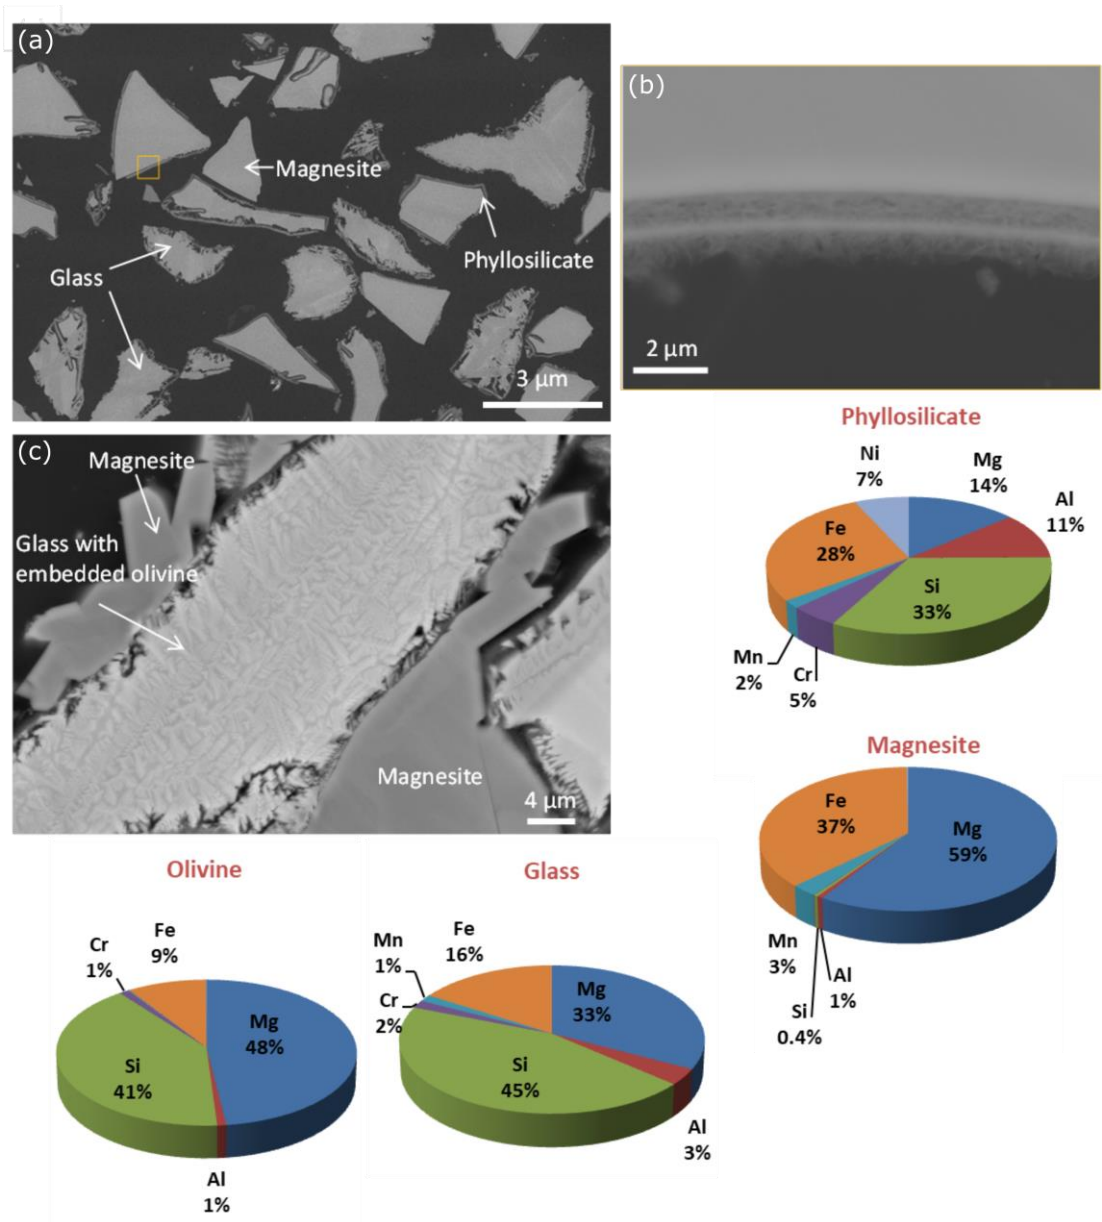 (a)
Magnesite
Phyllosilicate
Glass
3 μm
(b)
2 μm
(c)
Magnesite
Glass with
embedded olivine
Magnesite
4 μm
Phyllosilicate
Ni
7%
Mg
14%
Al
11%
Fe
28%
Si
33%
Mn
2%
Cr
5%
Magnesite
Fe
37%
Mg
59%
Mn
3%
Al
1%
Si
0.4%
Olivine
Cr
1%
Fe
9%
Mg
48%
Si
41%
Al
1%
Glass
Mn
1%
Fe
16%
Cr
2%
Mg
33%
Si
45%
Al
3%